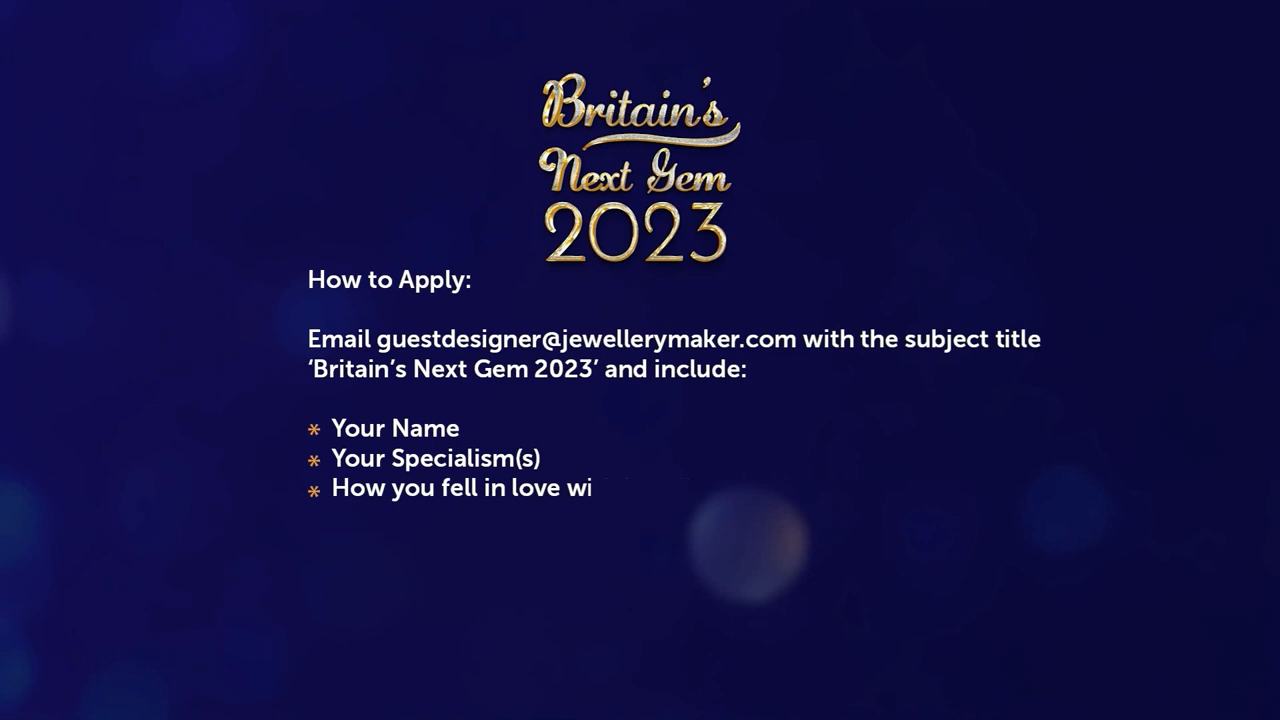 Britain's
Next Gem
2023
How to Apply:
Email guestdesigner@jewellerymaker.com with the subject title
‘Britain’s Next Gem 2023’ and include:
* Your Name
* Your Specialism(s)
* How you fell in love wi